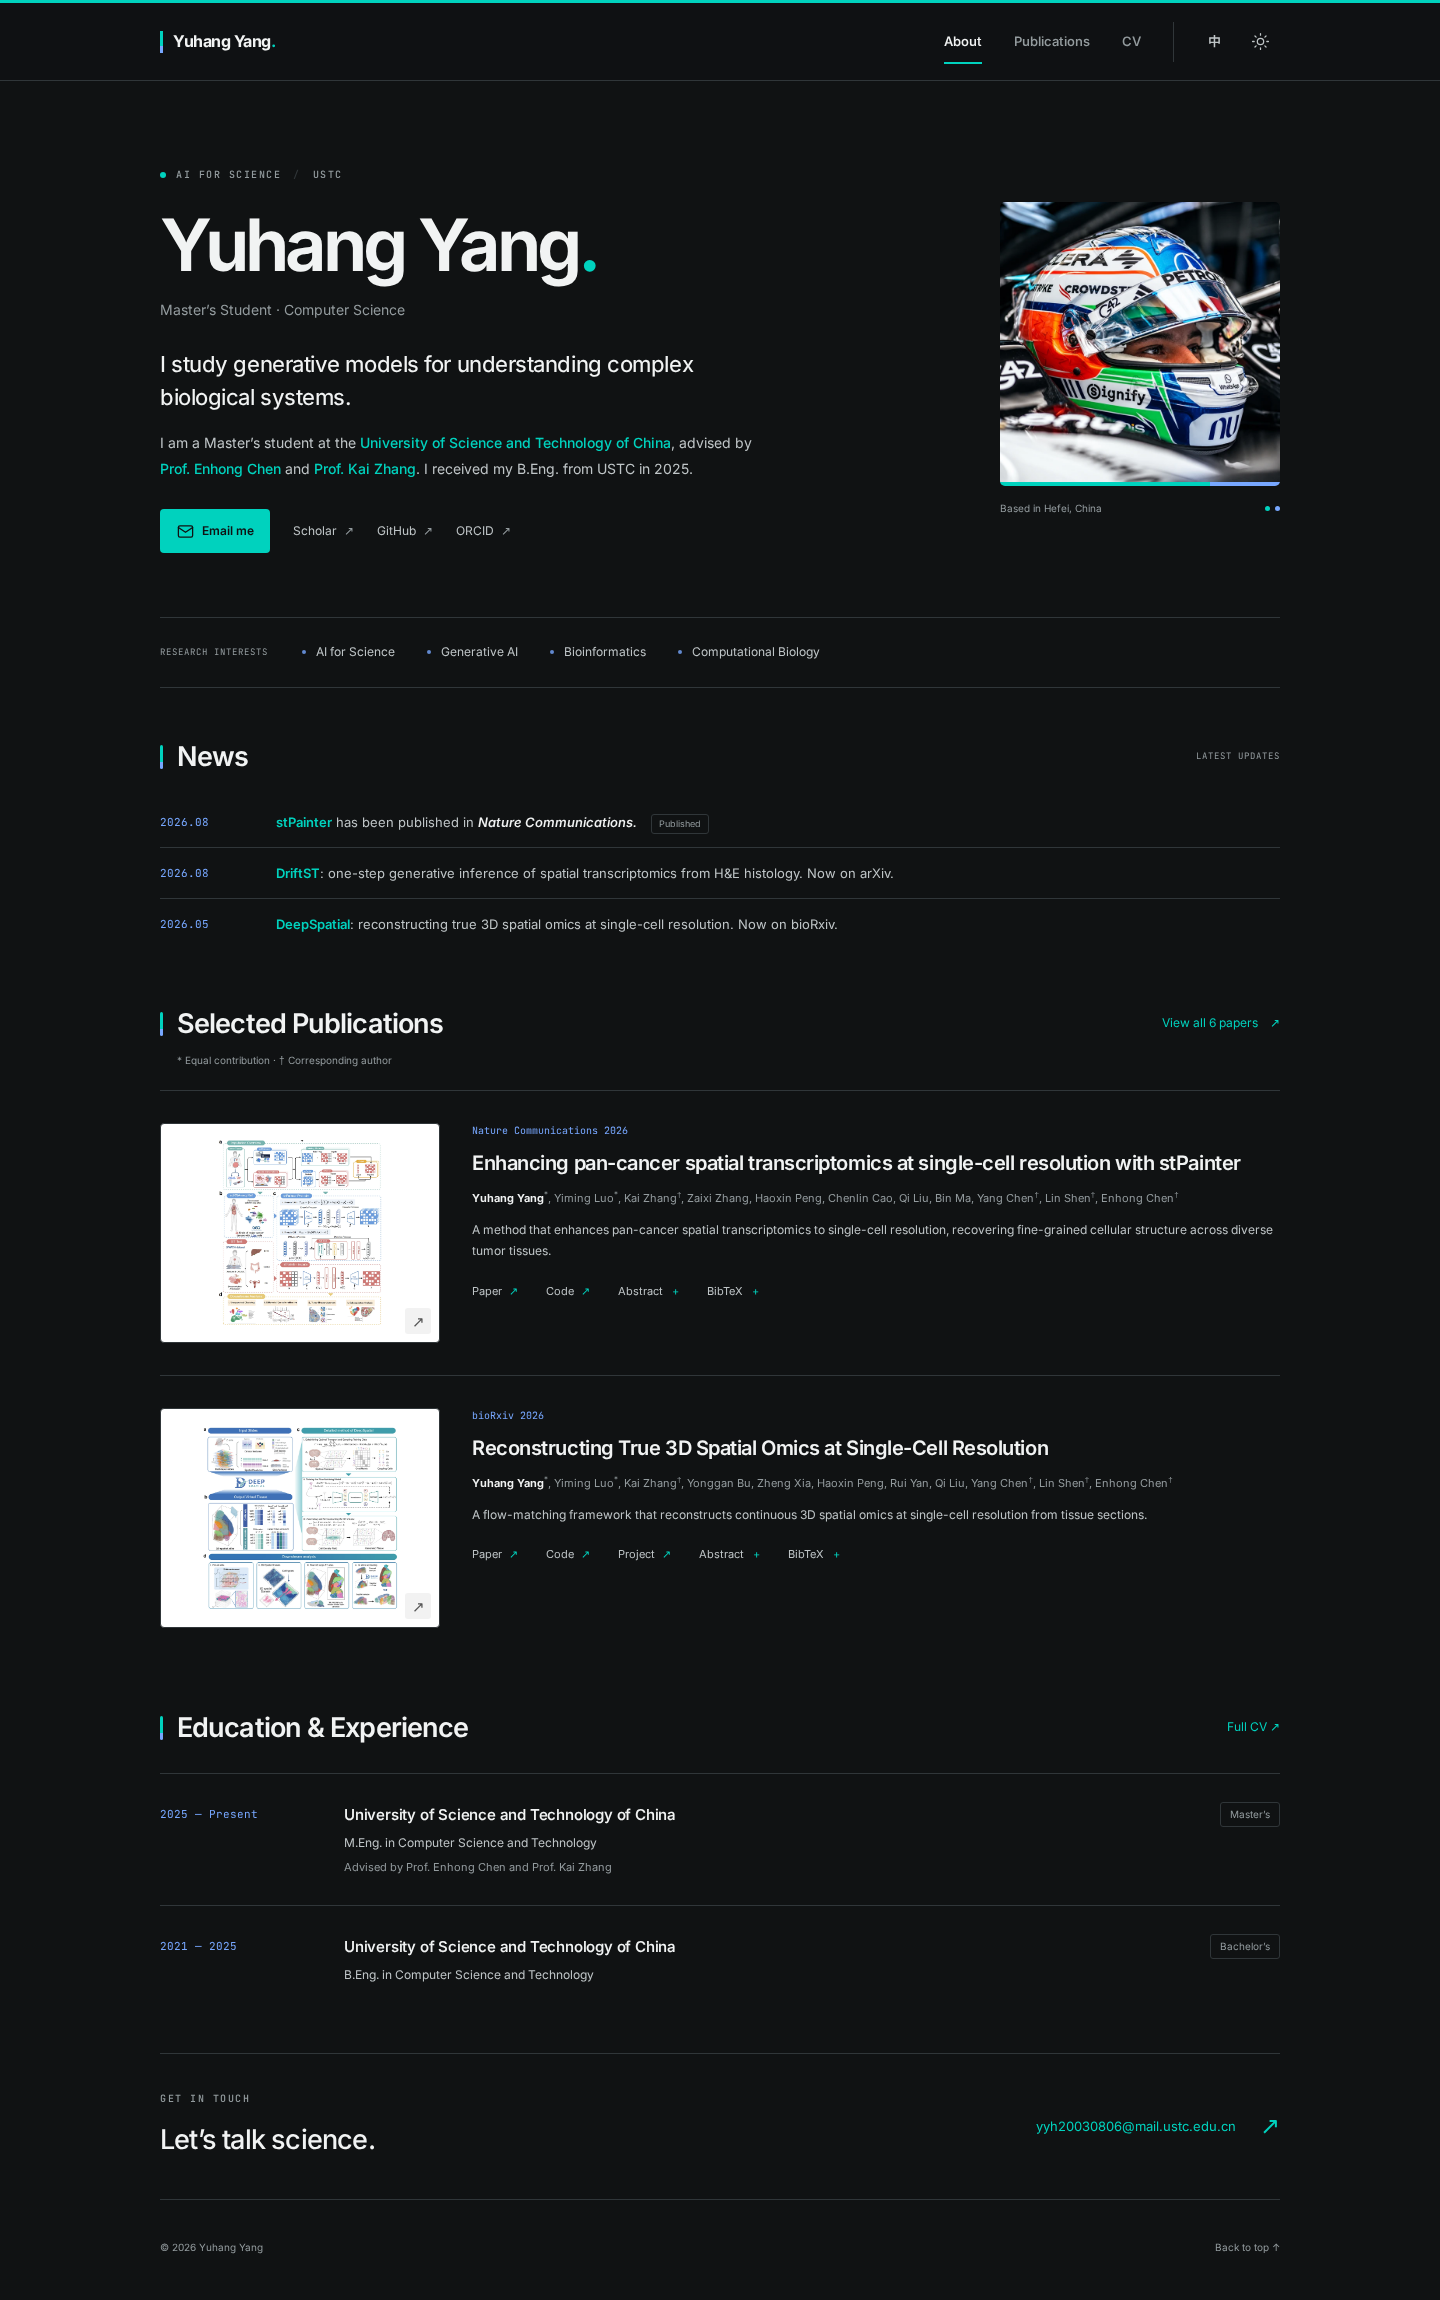 Yuhang Yang.
About Publications CV 中
AI FOR SCIENCE / USTC
Yuhang Yang.
Master’s Student · Computer Science
I study generative models for understanding complex
biological systems.
I am a Master’s student at the University of Science and Technology of China, advised by
Prof. Enhong Chen and Prof. Kai Zhang. I received my B.Eng. from USTC in 2025.
Email me Scholar ↗ GitHub ↗ ORCID ↗
CROWDST
PETRO
G42
signify
WhatsApp
nu
Based in Hefei, China
RESEARCH INTERESTS AI for Science Generative AI Bioinformatics Computational Biology
News LATEST UPDATES
2026.08 stPainter has been published in Nature Communications. Published
2026.08 DriftST: one-step generative inference of spatial transcriptomics from H&E histology. Now on arXiv.
2026.05 DeepSpatial: reconstructing true 3D spatial omics at single-cell resolution. Now on bioRxiv.
Selected Publications View all 6 papers ↗
* Equal contribution · † Corresponding author
Nature Communications 2026
Enhancing pan-cancer spatial transcriptomics at single-cell resolution with stPainter
Yuhang Yang*, Yiming Luo*, Kai Zhang†, Zaixi Zhang, Haoxin Peng, Chenlin Cao, Qi Liu, Bin Ma, Yang Chen†, Lin Shen†, Enhong Chen†
A method that enhances pan-cancer spatial transcriptomics to single-cell resolution, recovering fine-grained cellular structure across diverse
tumor tissues.
Paper ↗ Code ↗ Abstract + BibTeX +
↗
bioRxiv 2026
Reconstructing True 3D Spatial Omics at Single-Cell Resolution
Yuhang Yang*, Yiming Luo*, Kai Zhang†, Yonggan Bu, Zheng Xia, Haoxin Peng, Rui Yan, Qi Liu, Yang Chen†, Lin Shen†, Enhong Chen†
A flow-matching framework that reconstructs continuous 3D spatial omics at single-cell resolution from tissue sections.
Paper ↗ Code ↗ Project ↗ Abstract + BibTeX +
DEEP
↗
Education & Experience Full CV ↗
2025 — Present University of Science and Technology of China Master’s
M.Eng. in Computer Science and Technology
Advised by Prof. Enhong Chen and Prof. Kai Zhang
2021 — 2025 University of Science and Technology of China Bachelor’s
B.Eng. in Computer Science and Technology
GET IN TOUCH
Let’s talk science.
yyh20030806@mail.ustc.edu.cn ↗
© 2026 Yuhang Yang Back to top ↑